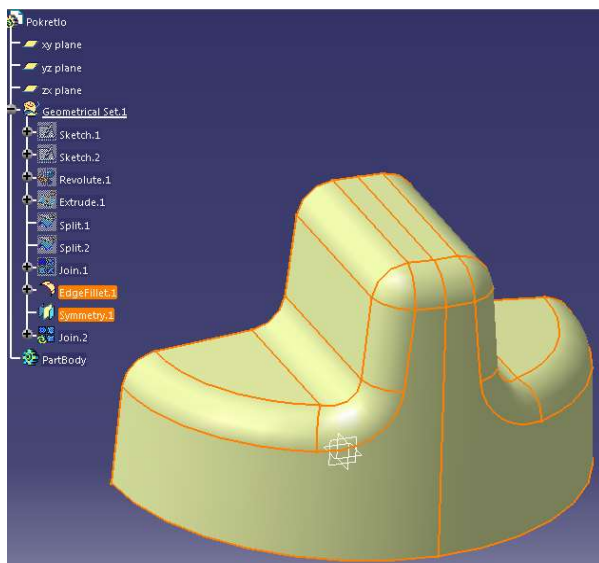 Pokretlo
xy plane
yz plane
zx plane
Geometrical Set.1
Sketch.1
Sketch.2
Revolute.1
Extrude.1
Split.1
Split.2
Join.1
EdgeFillet.1
Symmetry.1
Join.2
PartBody